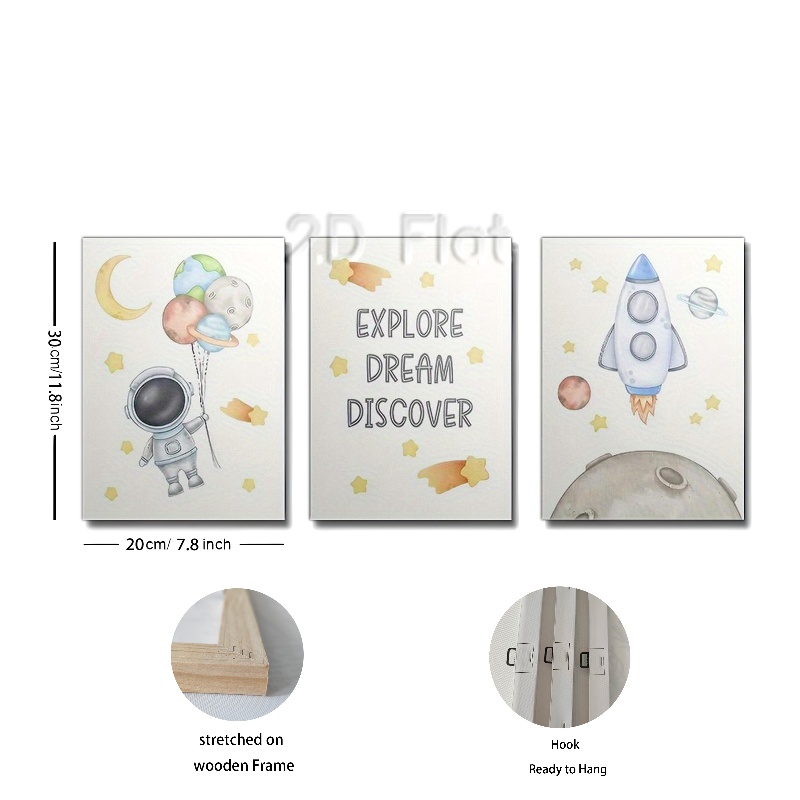 2D Flat
EXPLORE
DREAM
DISCOVER
30cm/11.8inch
20cm/ 7.8 inch
stretched on
wooden Frame
Hook
Ready to Hang